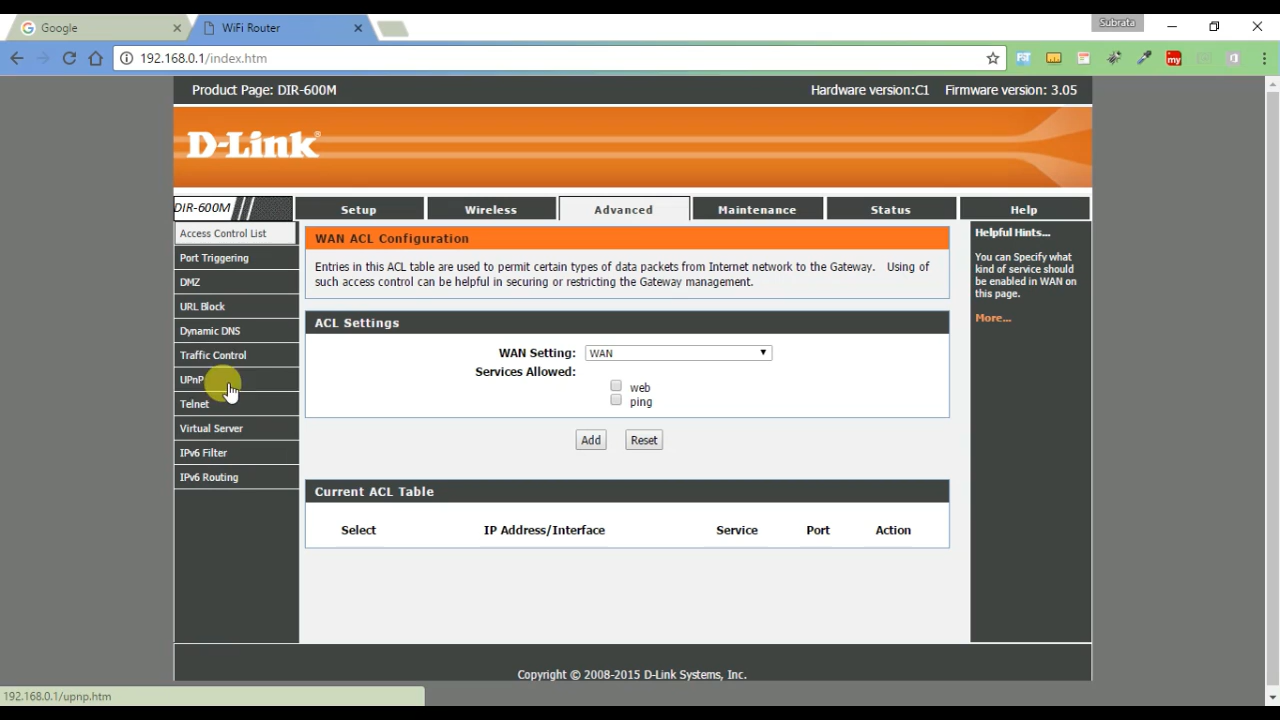 Google
WiFi Router
Subrata
192.168.0.1/index.htm
my
Product Page: DIR-600M
Hardware version:C1 Firmware version: 3.05
D-Link®
DIR-600M
Setup
Wireless
Advanced
Maintenance
Status
Help
Access Control List
Port Triggering
DMZ
URL Block
Dynamic DNS
Traffic Control
UPnP
Telnet
Virtual Server
IPv6 Filter
IPv6 Routing
WAN ACL Configuration
Entries in this ACL table are used to permit certain types of data packets from Internet network to the Gateway. Using of
such access control can be helpful in securing or restricting the Gateway management.
ACL Settings
WAN Setting: WAN
Services Allowed:
web
ping
Add Reset
Current ACL Table
Select IP Address/Interface Service Port Action
Helpful Hints...
You can Specify what
kind of service should
be enabled in WAN on
this page.
More...
Copyright © 2008-2015 D-Link Systems, Inc.
192.168.0.1/upnp.htm